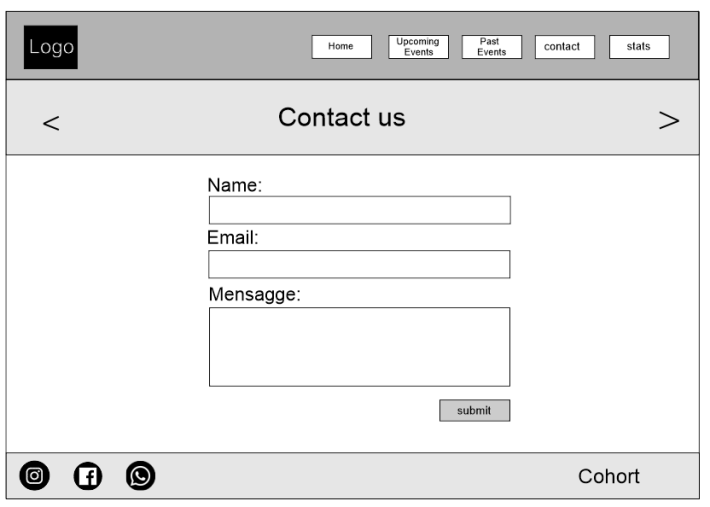 Logo
Home
Upcoming
Events
Past
Events
contact
stats
<
Contact us
>
Name:
Email:
Mensagge:
submit
Cohort